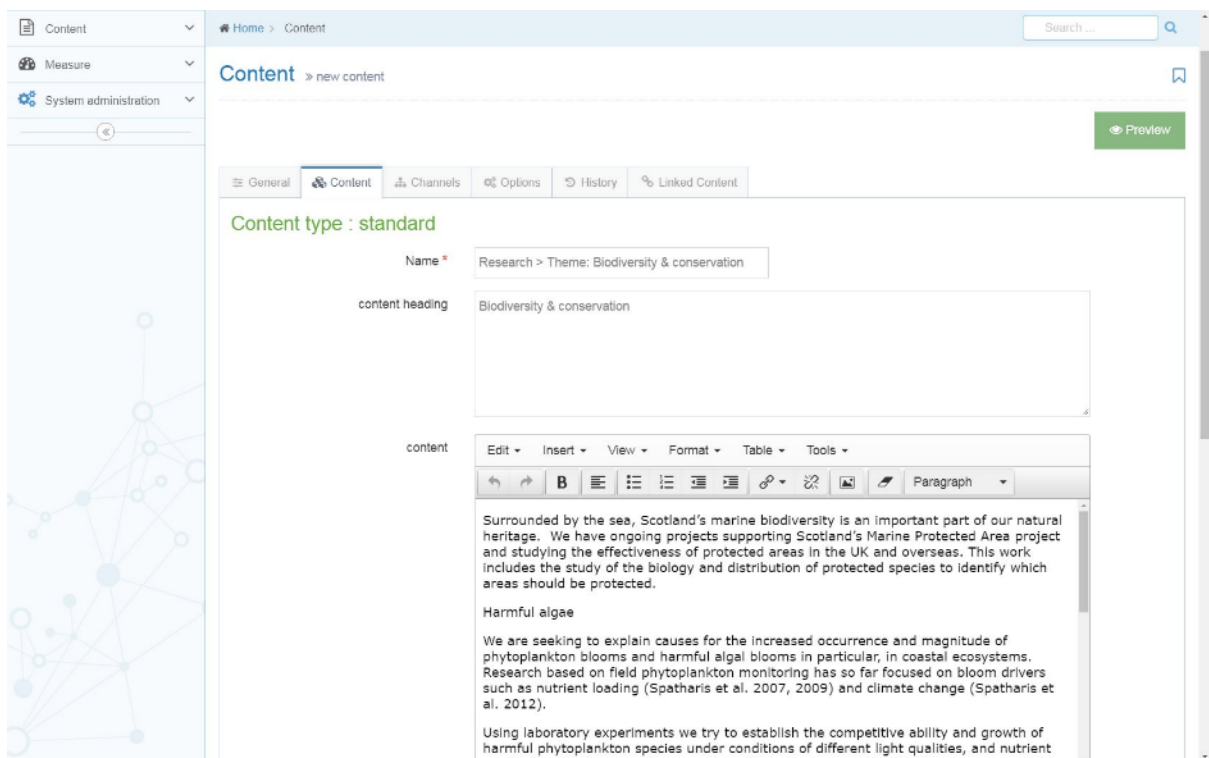 Content
Measure
System administration
Home > Content
Search ...
Content » new content
Preview
General Content Channels Options History Linked Content
Content type : standard
Name * Research > Theme: Biodiversity & conservation
content heading Biodiversity & conservation
content
Edit Insert View Format Table Tools
B Paragraph
Surrounded by the sea, Scotland's marine biodiversity is an important part of our natural
heritage. We have ongoing projects supporting Scotland's Marine Protected Area project
and studying the effectiveness of protected areas in the UK and overseas. This work
includes the study of the biology and distribution of protected species to identify which
areas should be protected.
Harmful algae
We are seeking to explain causes for the increased occurrence and magnitude of
phytoplankton blooms and harmful algal blooms in particular, in coastal ecosystems.
Research based on field phytoplankton monitoring has so far focused on bloom drivers
such as nutrient loading (Spatharis et al. 2007, 2009) and climate change (Spatharis et
al. 2012).
Using laboratory experiments we try to establish the competitive ability and growth of
harmful phytoplankton species under conditions of different light qualities, and nutrient